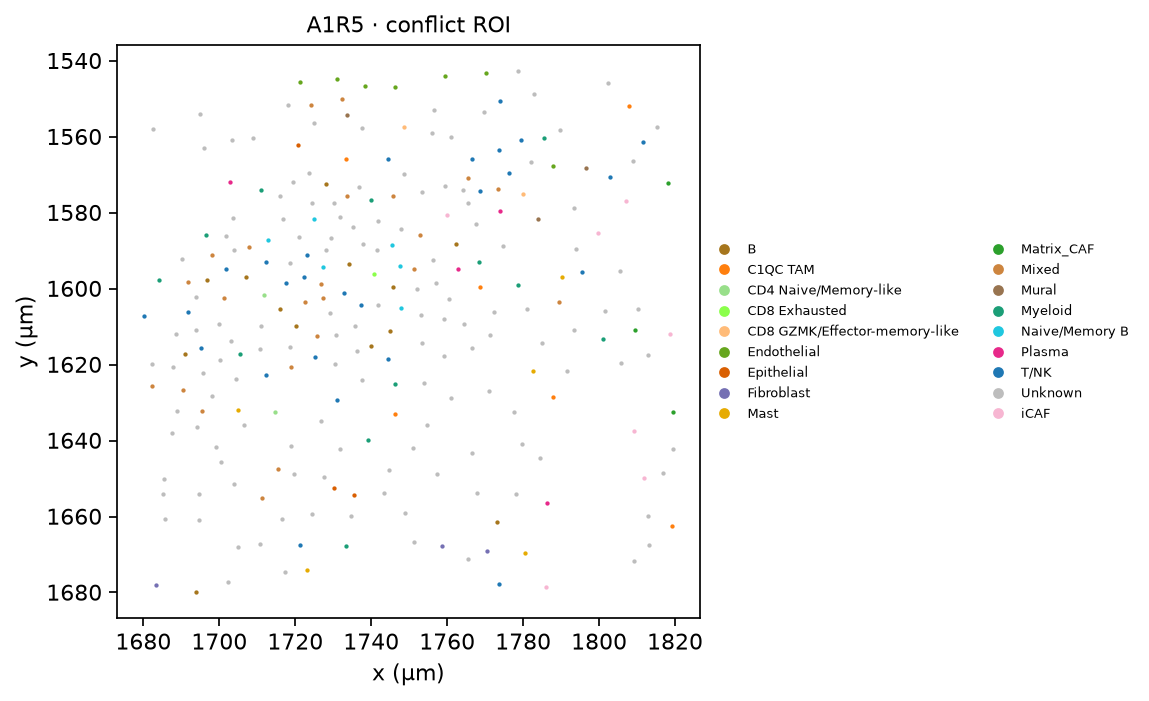 A1R5 · conflict ROI
1540
1560
1580
1600
1620
1640
1660
1680
y (µm)
1680 1700 1720 1740 1760 1780 1800 1820
x (µm)
B
C1QC TAM
CD4 Naive/Memory-like
CD8 Exhausted
CD8 GZMK/Effector-memory-like
Endothelial
Epithelial
Fibroblast
Mast
Matrix_CAF
Mixed
Mural
Myeloid
Naive/Memory B
Plasma
T/NK
Unknown
iCAF